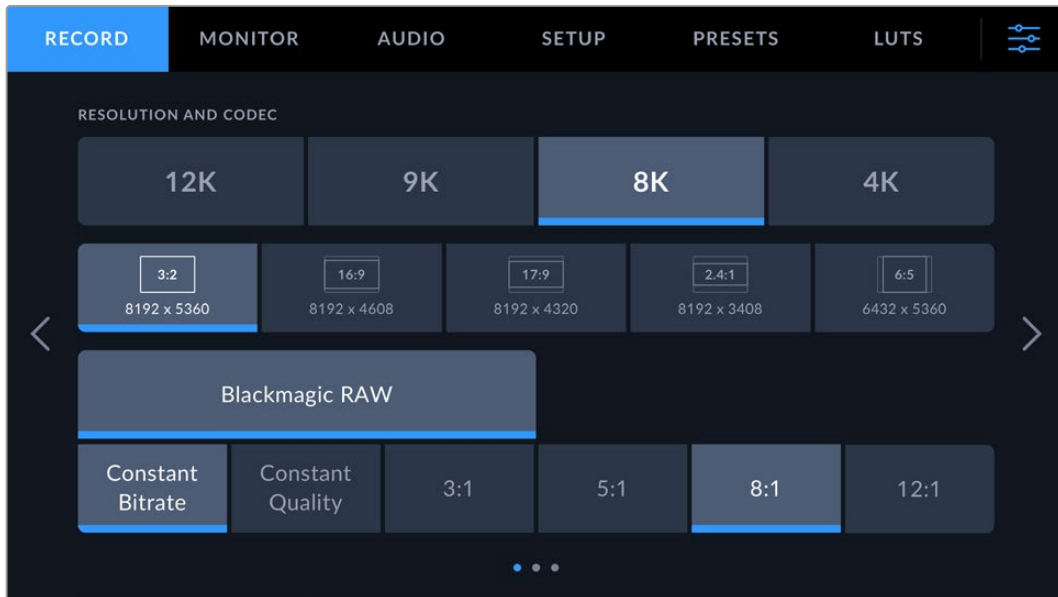 RECORD MONITOR AUDIO SETUP PRESETS LUTS
RESOLUTION AND CODEC
12K 9K 8K 4K
3:2 16:9 17:9 2.4:1 6:5
8192 x 5360 8192 x 4608 8192 x 4320 8192 x 3408 6432 x 5360
Blackmagic RAW
Constant Bitrate
Constant Quality
3:1 5:1 8:1 12:1